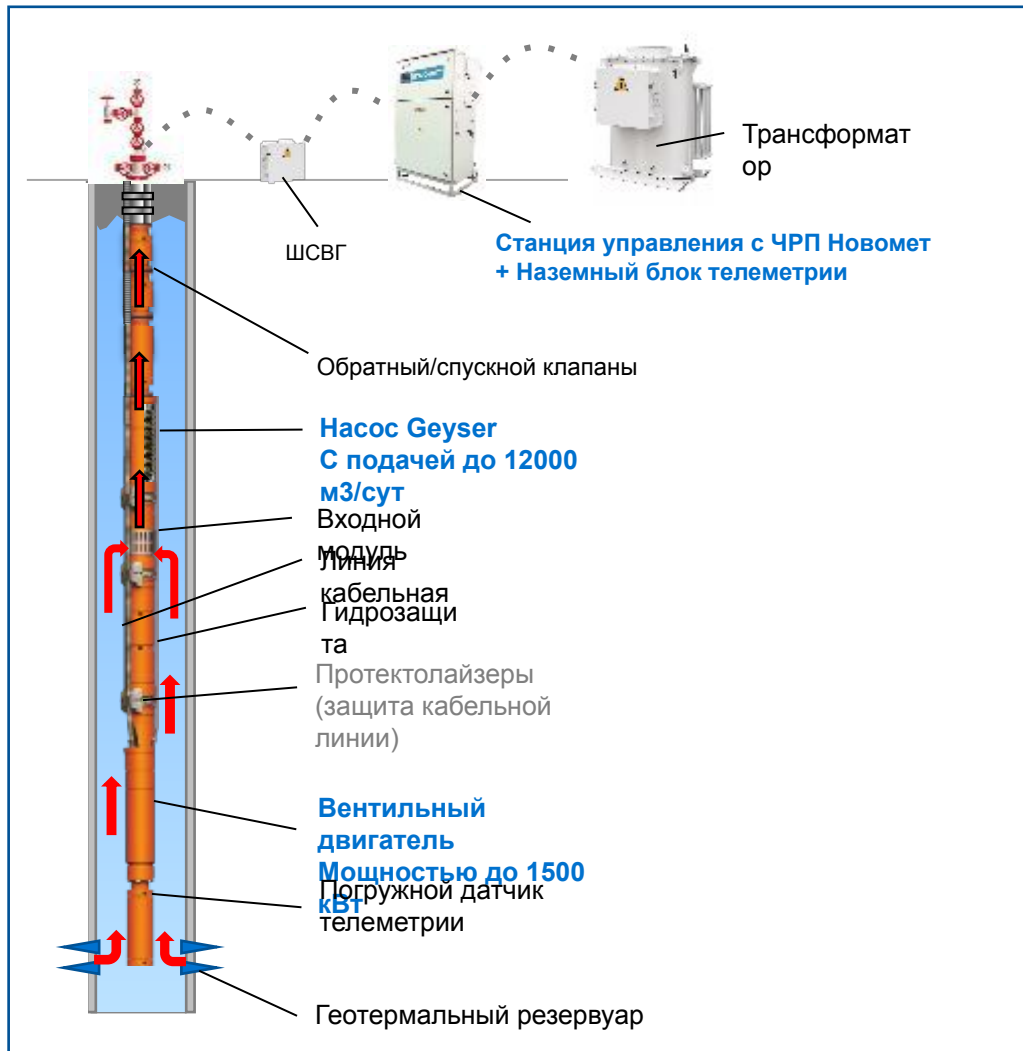 Трансформат
ор
Станция управления с ЧРП Новомет
+ Наземный блок телеметрии
ШСВГ
Обратный/спускной клапаны
Насос Geyser
С подачей до 12000
м3/сут
Входной
модуль
Линия
кабельная
Гидрозащи
та
Протектолайзеры
(защита кабельной
линии)
Вентильный
двигатель
Мощностью до 1500
кВт
Погружной датчик
телеметрии
Геотермальный резервуар